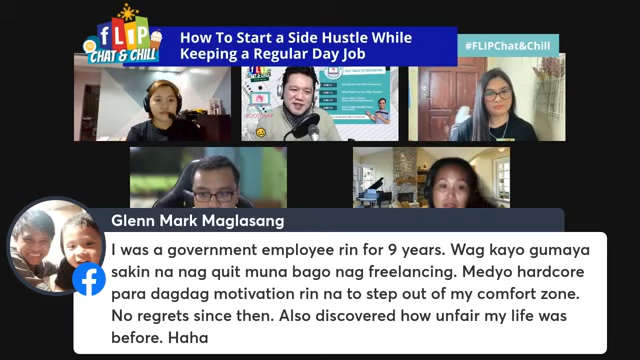 FLIP
CHAT & CHILL
How To Start a Side Hustle While
Keeping a Regular Day Job
#FLIPChat&Chill
Glenn Mark Maglasang
I was a government employee rin for 9 years. Wag kayo gumaya
sakin na nag quit muna bago nag freelancing. Medyo hardcore
para dagdag motivation rin na to step out of my comfort zone.
No regrets since then. Also discovered how unfair my life was
before. Haha